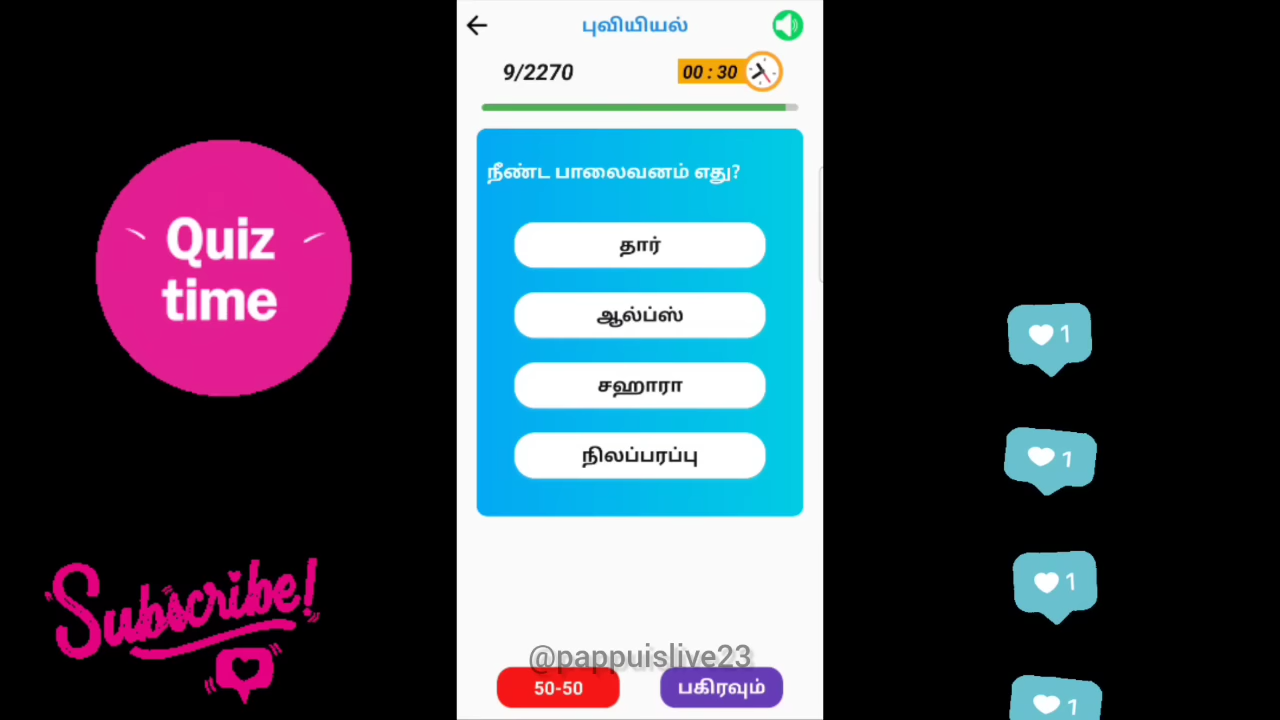 புவியியல்
9/2270
00 : 30
நீண்ட பாலைவனம் எது?
தார்
ஆல்ப்ஸ்
சஹாரா
நிலப்பரப்பு
@pappuislive23
50-50
பகிரவும்
Quiz
time
Subscribe!
1
1
1
1